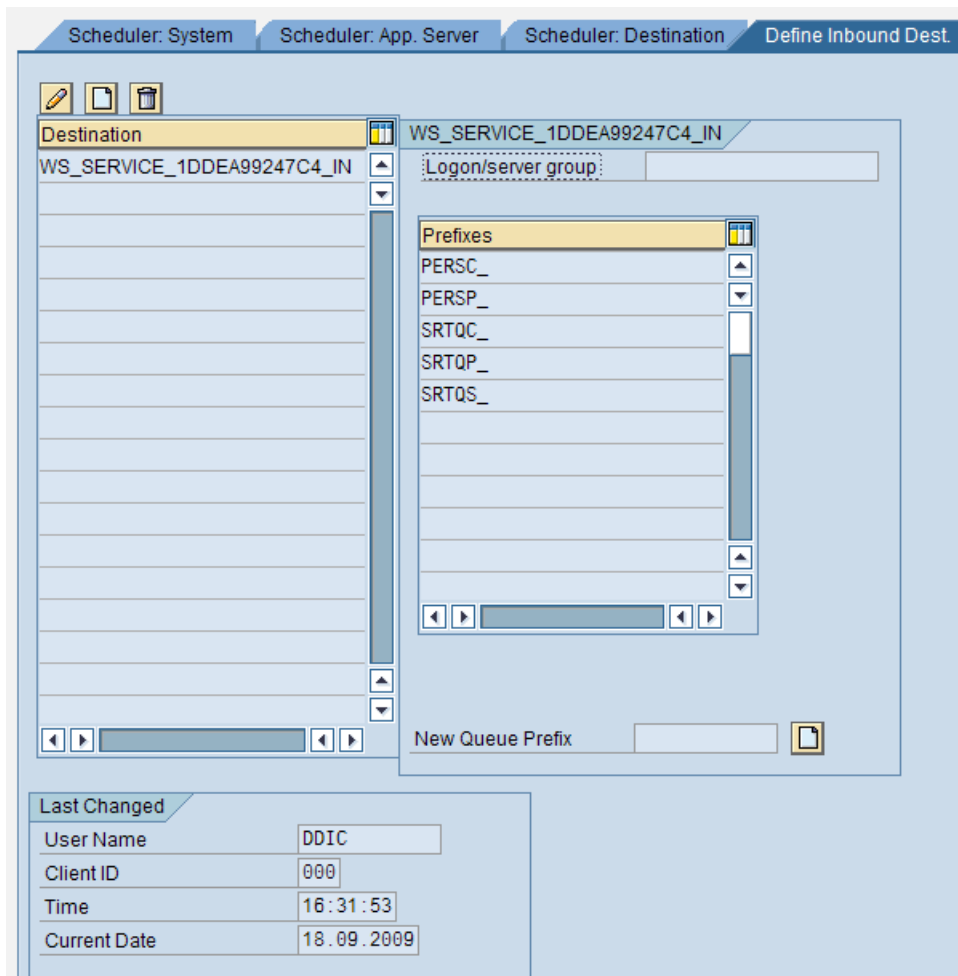 Scheduler: System Scheduler: App. Server Scheduler: Destination Define Inbound Dest.
Destination
WS_SERVICE_1DDEA99247C4_IN
WS_SERVICE_1DDEA99247C4_IN
Logon/server group
Prefixes
PERSC_
PERSP_
SRTQC_
SRTQP_
SRTQS_
New Queue Prefix
Last Changed
User Name DDIC
Client ID 000
Time 16:31:53
Current Date 18.09.2009